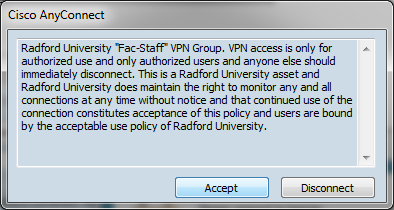 Cisco AnyConnect
Radford University "Fac-Staff" VPN Group. VPN access is only for
authorized use and only authorized users and anyone else should
immediately disconnect. This is a Radford University asset and
Radford University does maintain the right to monitor any and all
connections at any time without notice and that continued use of the
connection constitutes acceptance of this policy and users are bound
by the acceptable use policy of Radford University.
Accept
Disconnect